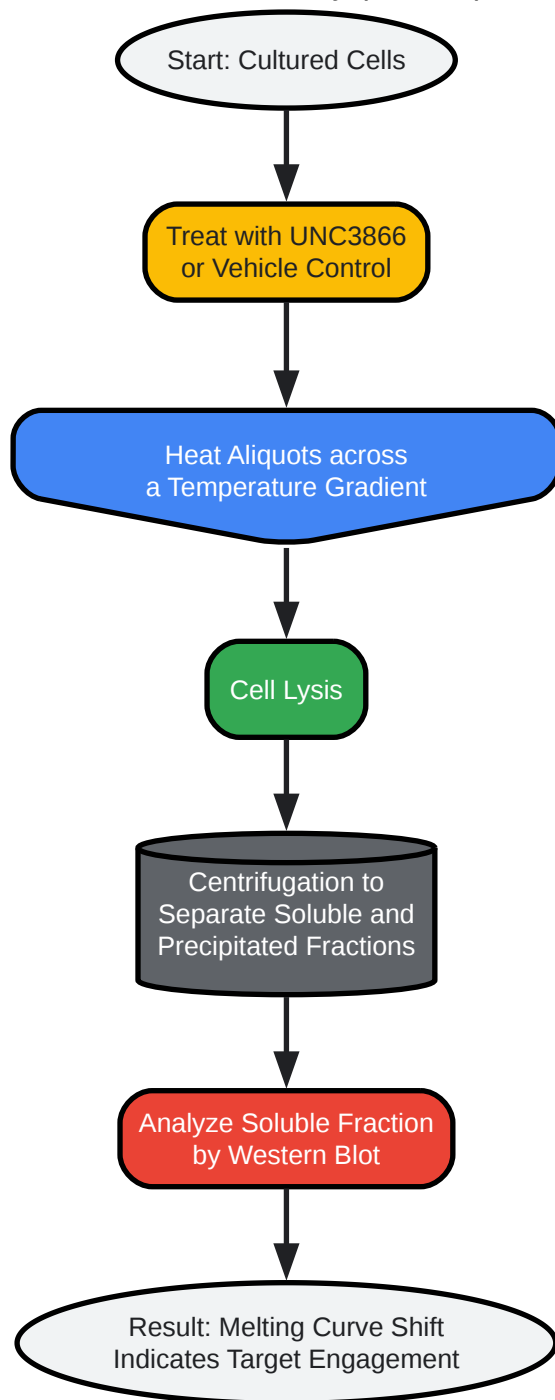 Start: Cultured Cells
Treat with UNC3866
or Vehicle Control
Heat Aliquots across
a Temperature Gradient
Cell Lysis
Centrifugation to
Separate Soluble and
Precipitated Fractions
Analyze Soluble Fraction
by Western Blot
Result: Melting Curve Shift
Indicates Target Engagement